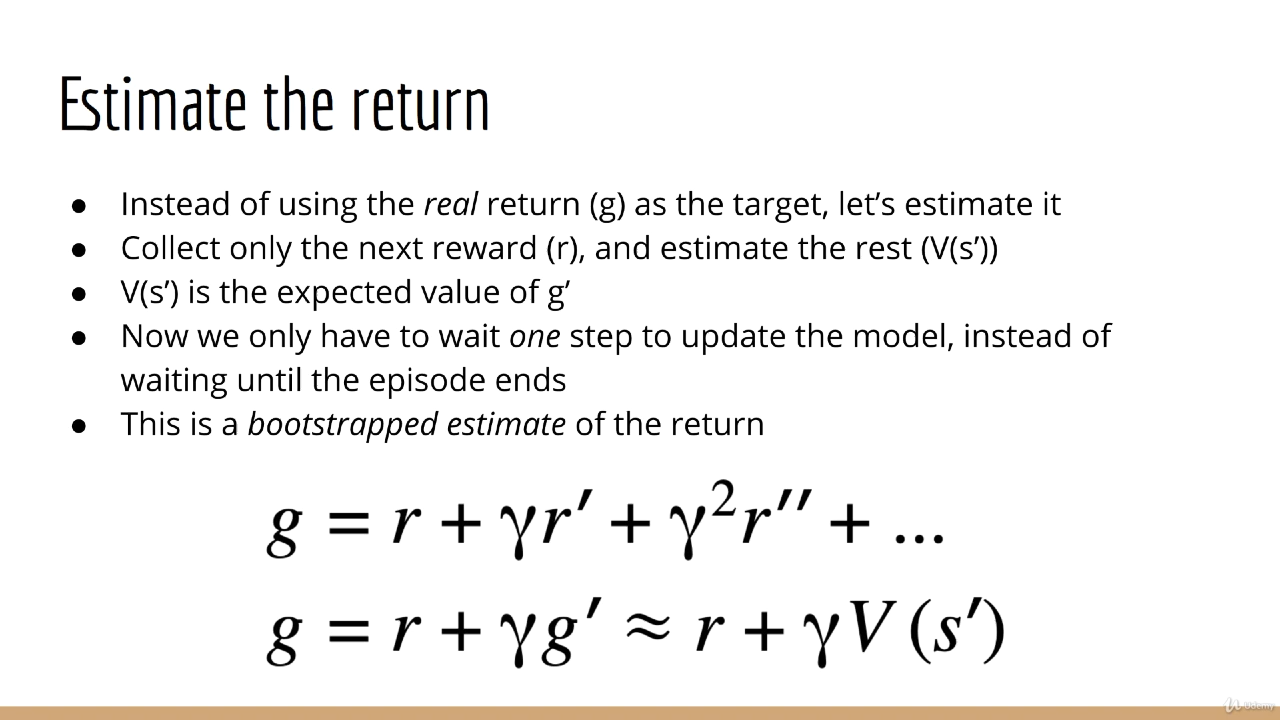 Estimate the return
● Instead of using the real return (g) as the target, let’s estimate it
● Collect only the next reward (r), and estimate the rest (V(s’))
● V(s’) is the expected value of g’
● Now we only have to wait one step to update the model, instead of
waiting until the episode ends
● This is a bootstrapped estimate of the return
g = r + γr′ + γ²r′′ + ...
g = r + γg′ ≈ r + γV(s′)
Udemy